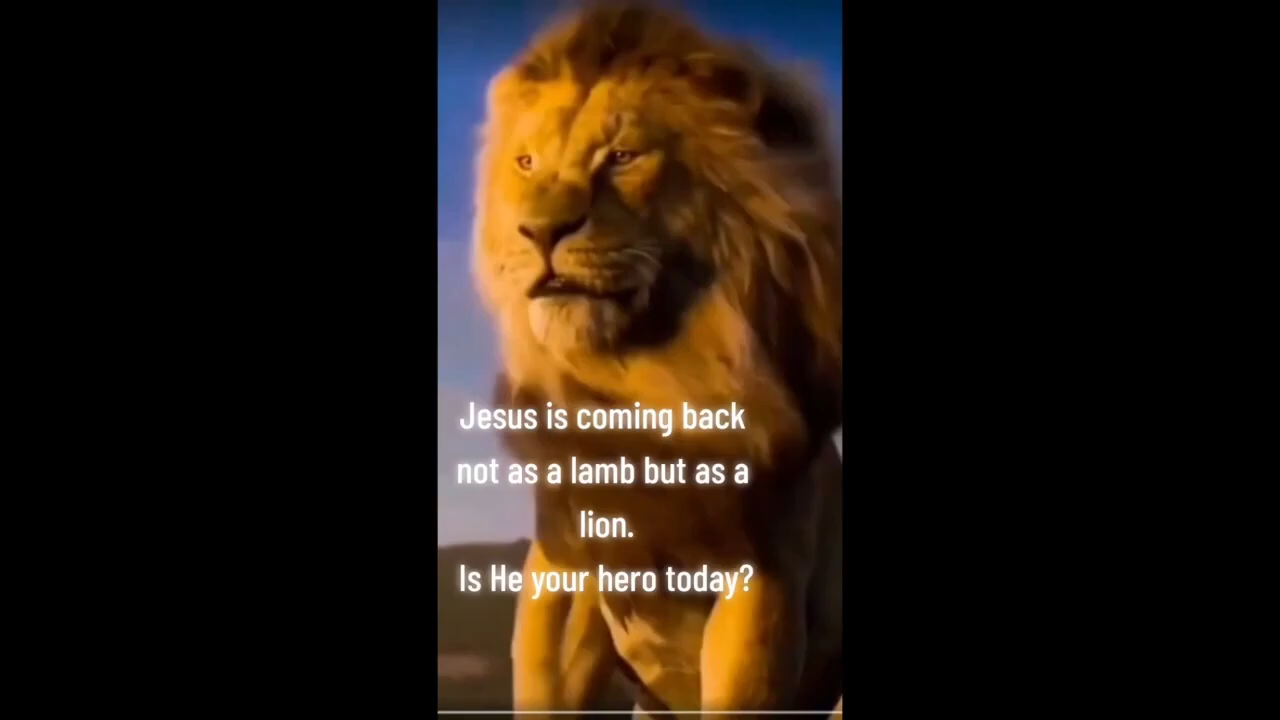 Jesus is coming back
not as a lamb but as a
lion.
Is He your hero today?